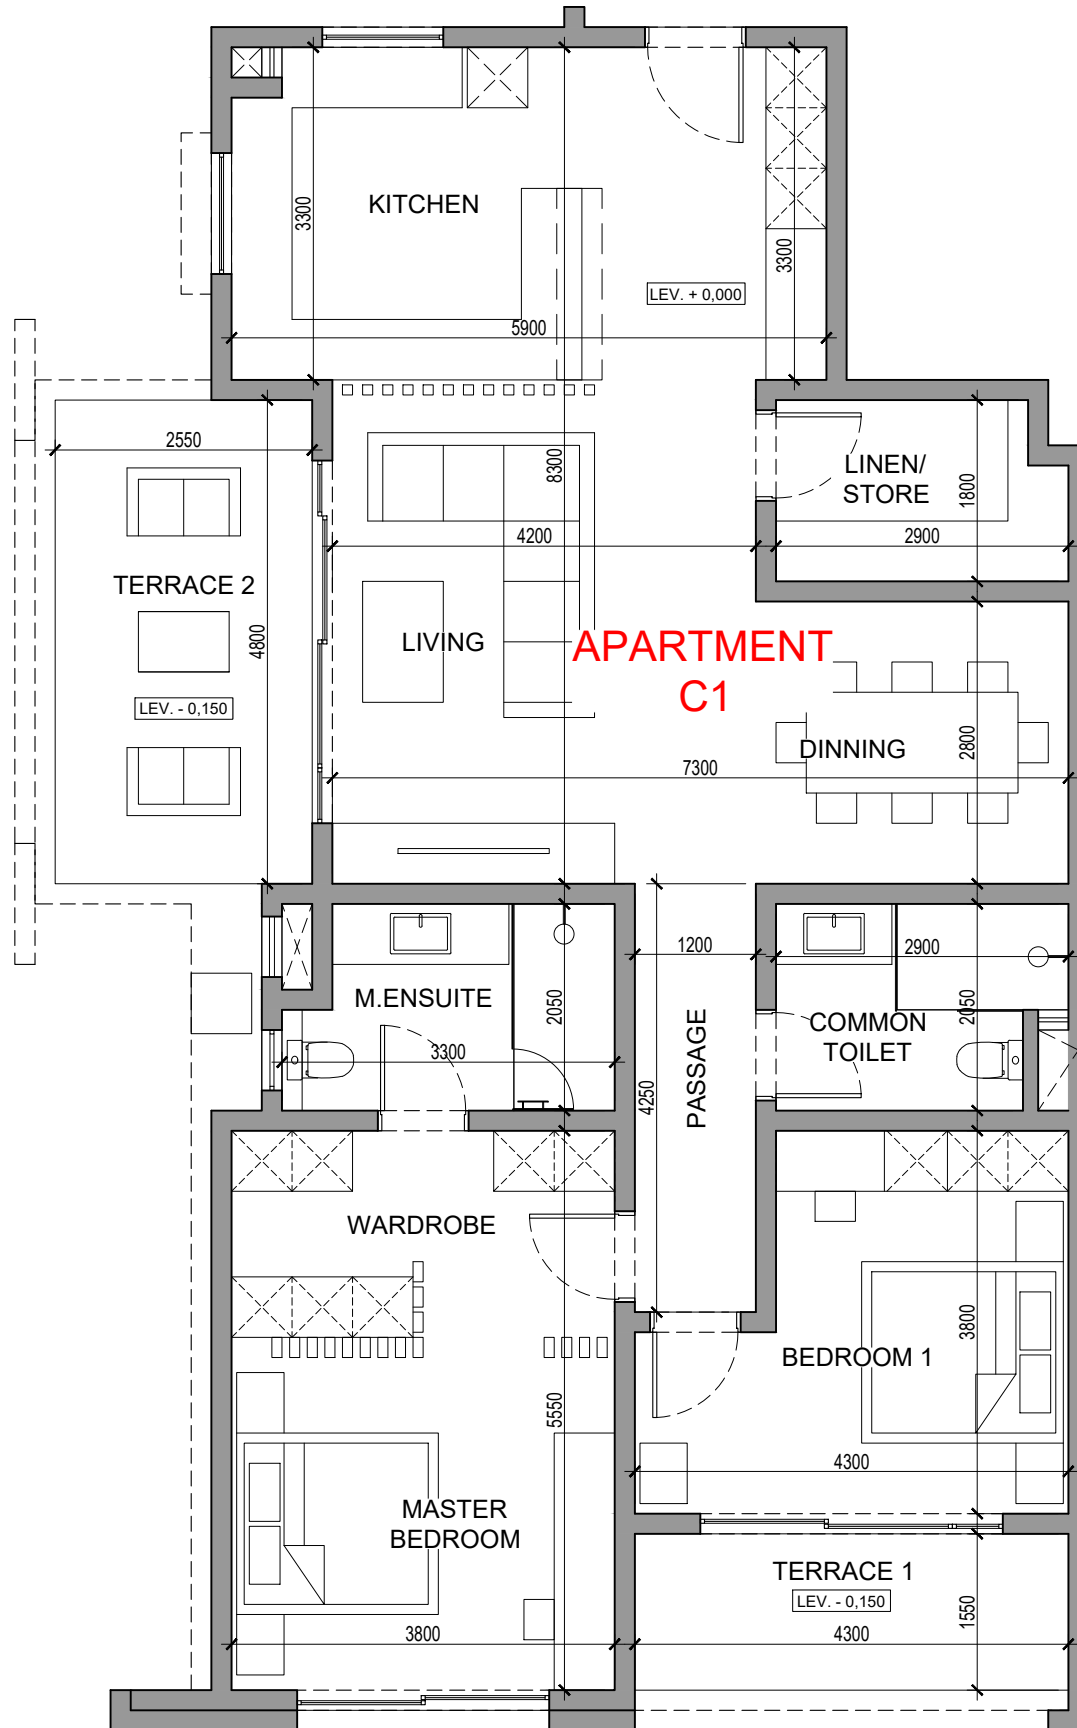 KITCHEN
3300
3300
LEV. + 0,000
5900
2550
8300
LINEN/
STORE
1800
4200
2900
TERRACE 2
4800
LIVING
APARTMENT
C1
LEV. - 0,150
DINNING
2800
7300
1200
2900
M.ENSUITE
2050
PASSAGE
COMMON
TOILET
2050
3300
4250
WARDROBE
3800
BEDROOM 1
5550
4300
MASTER
BEDROOM
TERRACE 1
LEV. - 0,150
1550
3800
4300